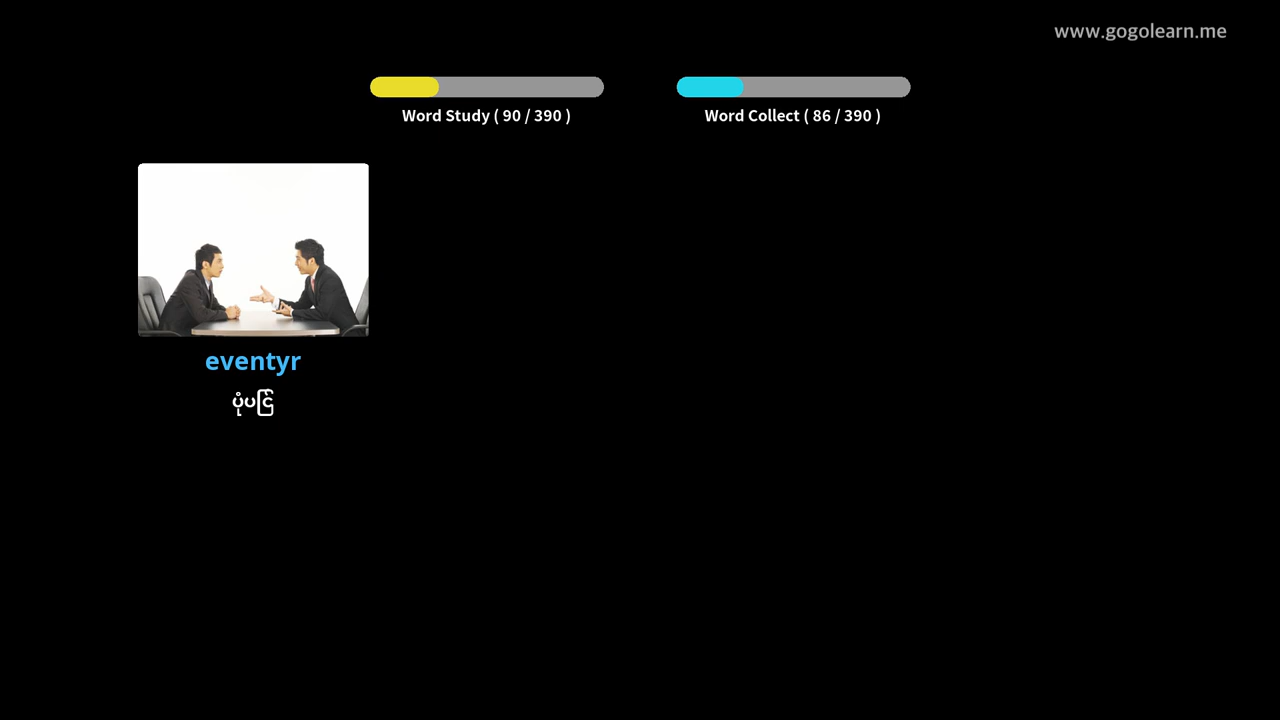 www.gogolearn.me
Word Study ( 90 / 390 )
Word Collect ( 86 / 390 )
eventyr
ပုံပြင်